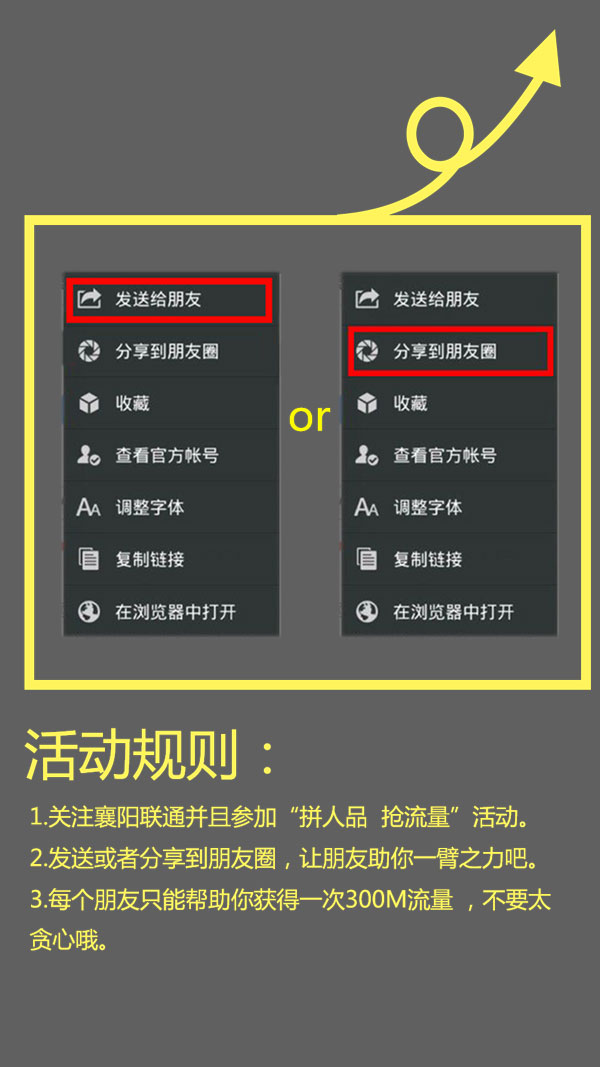 发送给朋友
分享到朋友圈
收藏
查看官方帐号
调整字体
复制链接
在浏览器中打开
or
发送给朋友
分享到朋友圈
收藏
查看官方帐号
调整字体
复制链接
在浏览器中打开
活动规则：
1.关注襄阳联通并且参加“拼人品 抢流量”活动。
2.发送或者分享到朋友圈，让朋友助你一臂之力吧。
3.每个朋友只能帮助你获得一次300M流量 ，不要太
贪心哦。